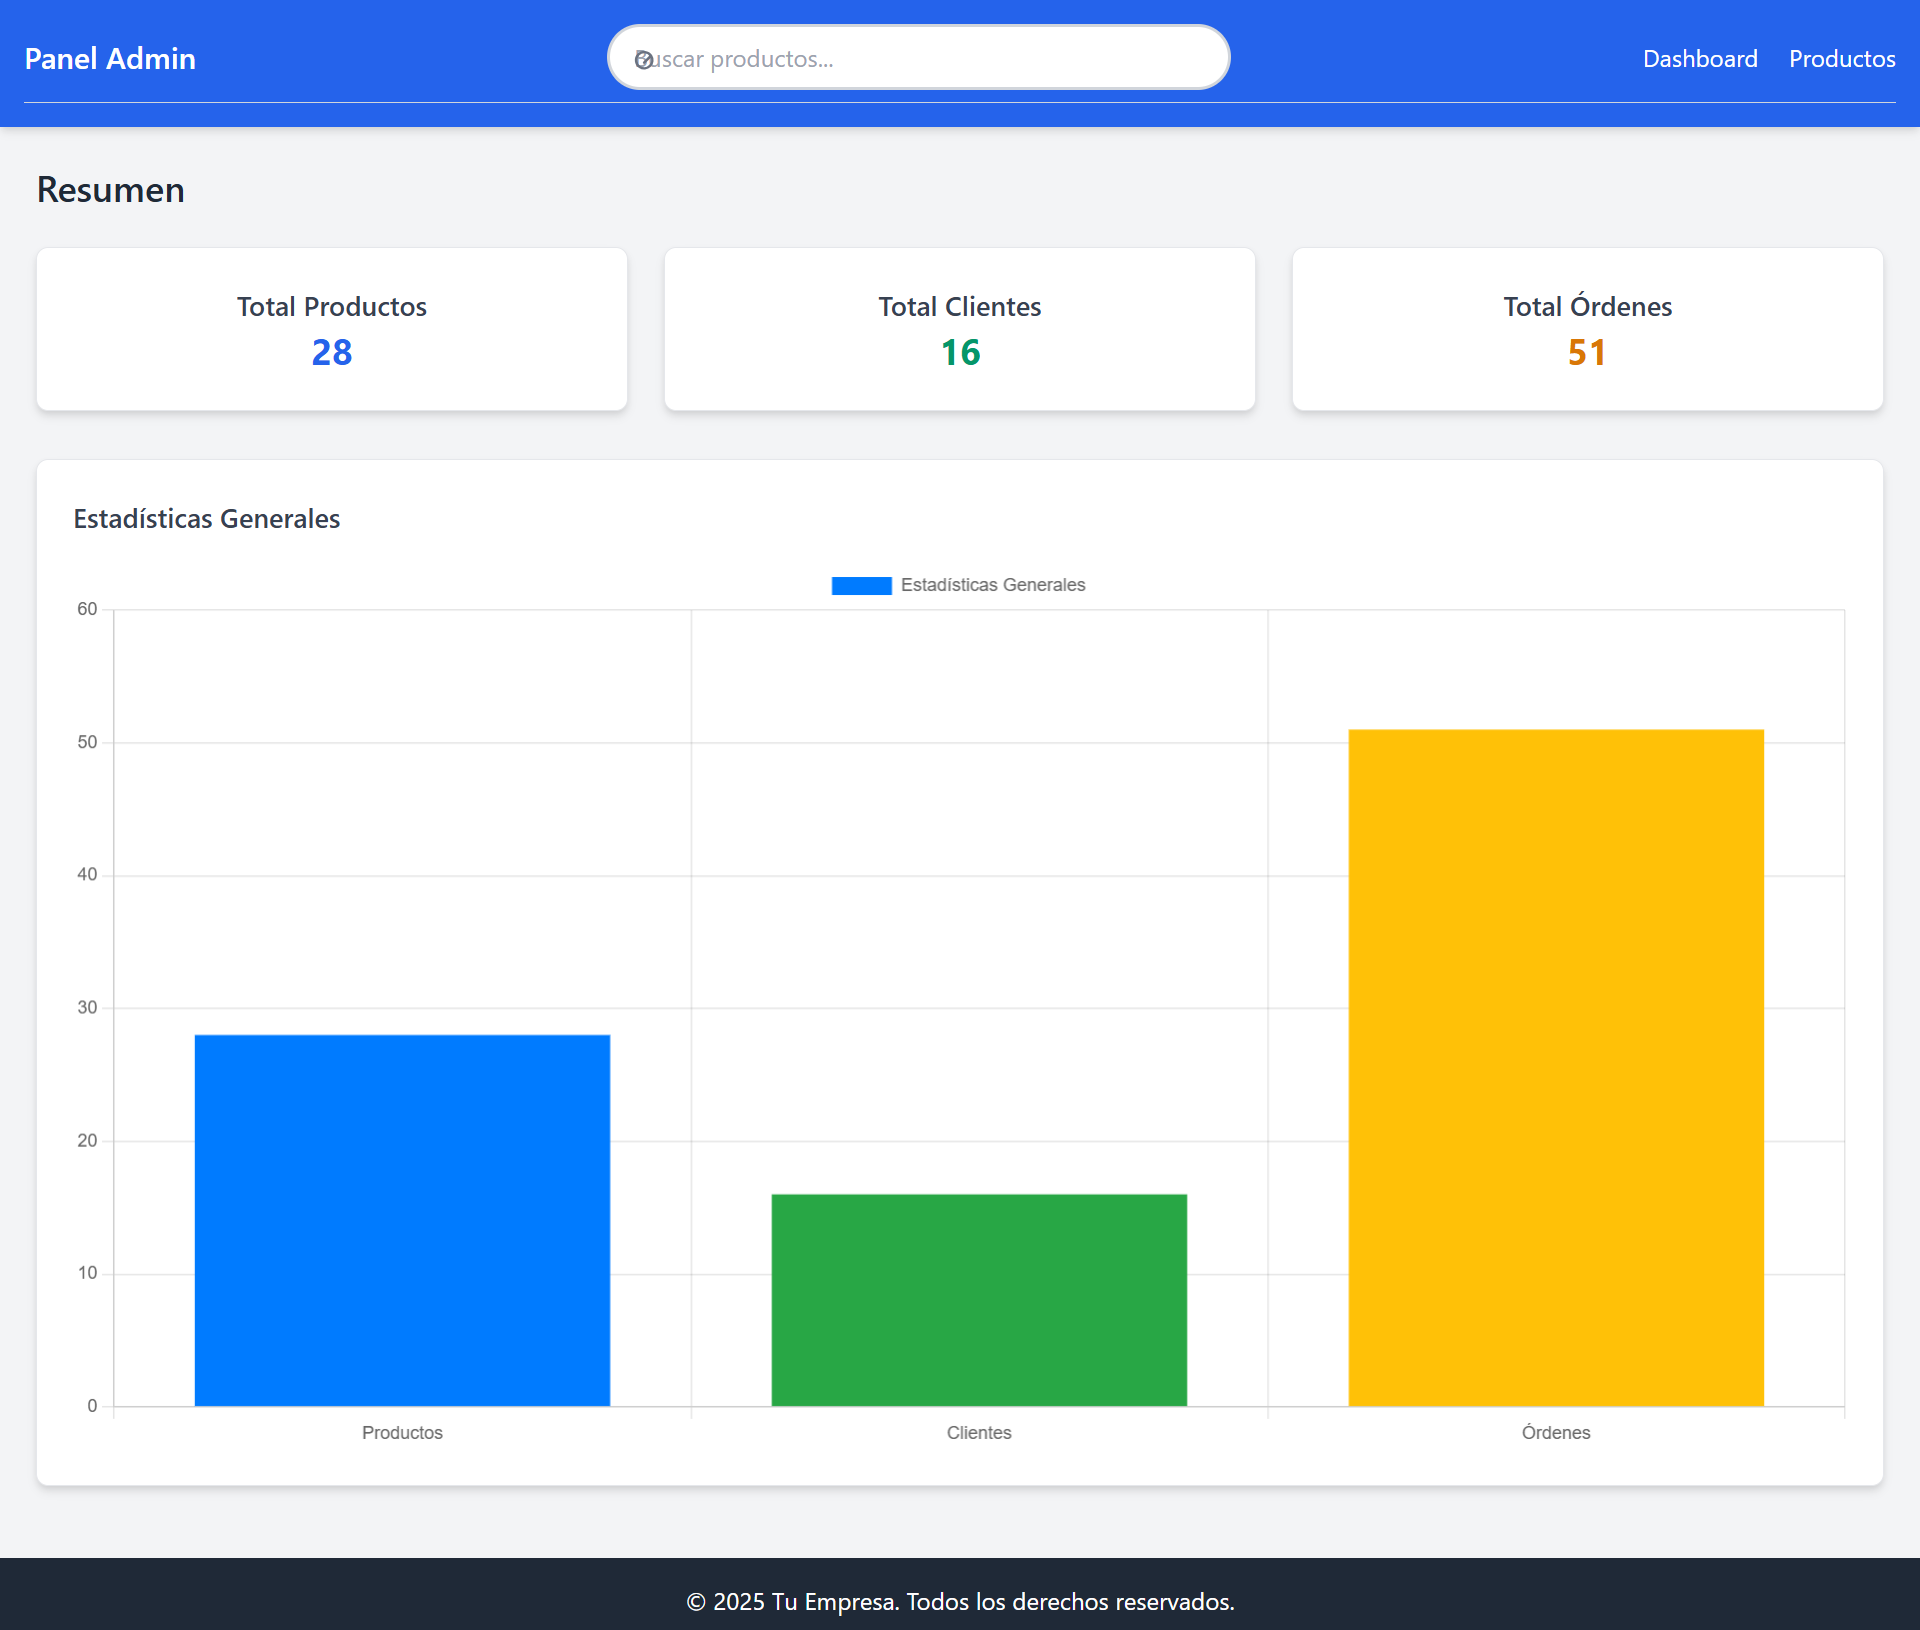 Panel Admin
Buscar productos...
Dashboard
Productos
Resumen
Total Productos
28
Total Clientes
16
Total Órdenes
51
Estadísticas Generales
Estadísticas Generales
60
50
40
30
20
10
0
Productos
Clientes
Órdenes
© 2025 Tu Empresa. Todos los derechos reservados.